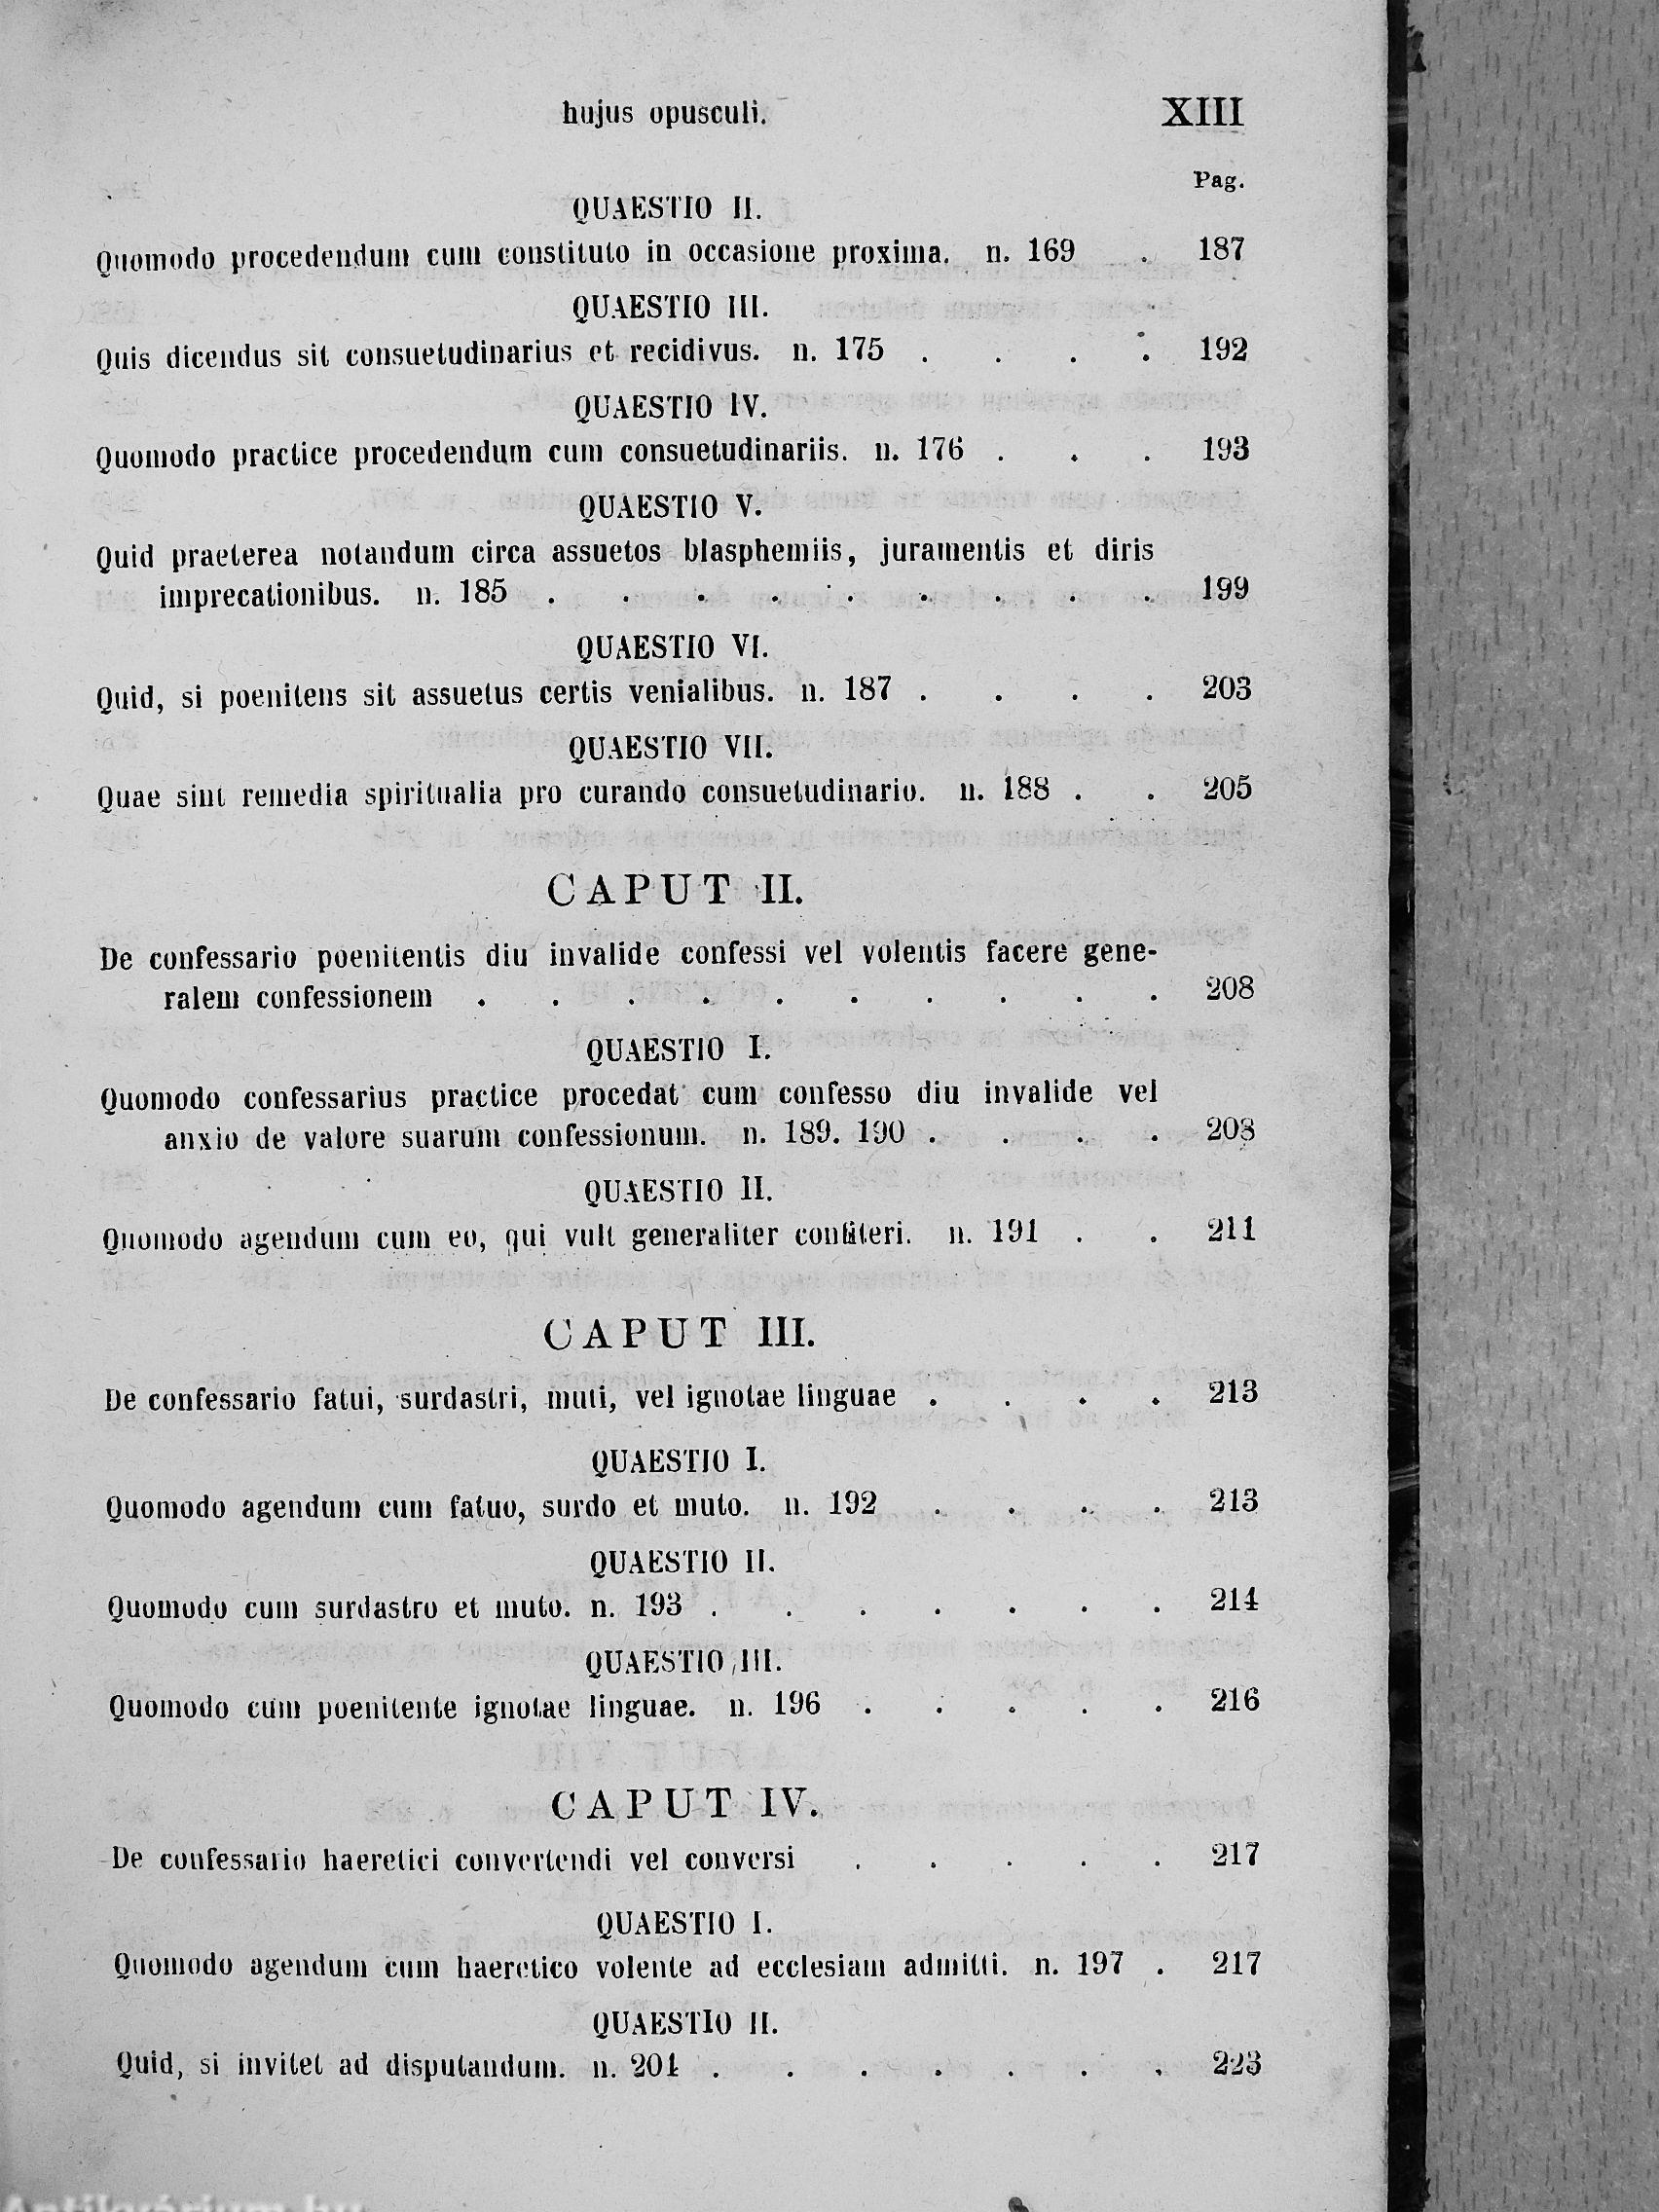 hujus opusculi. XIII
Pag.
QUAESTIO II.
Quomodo procedendum cum constituto in occasione proxima. n. 169 . 187
QUAESTIO III.
Quis dicendus sit consuetudinarius et recidivus. n. 175 . . . . 192
QUAESTIO IV.
Quomodo practice procedendum cum consuetudinariis. n. 176 . . . 193
QUAESTIO V.
Quid praeterea notandum circa assuetos blasphemiis, juramentis et diris
imprecationibus. n. 185 . . . . . . . . . 199
QUAESTIO VI.
Quid, si poenitens sit assuetus certis venialibus. n. 187 . . . . 203
QUAESTIO VII.
Quae sint remedia spiritualia pro curando consuetudinario. n. 188 . . 205
CAPUT II.
De confessario poenitentis diu invalide confessi vel volentis facere gene-
ralem confessionem . . . . . . . . . . 208
QUAESTIO I.
Quomodo confessarius practice procedat cum confesso diu invalide vel
anxio de valore suarum confessionum. n. 189. 190 . . . . 208
QUAESTIO II.
Quomodo agendum cum eo, qui vult generaliter confiteri. n. 191 . . 211
CAPUT III.
De confessario fatui, surdastri, muti, vel ignotae linguae . . . . 213
QUAESTIO I.
Quomodo agendum cum fatuo, surdo et muto. n. 192 . . . . 213
QUAESTIO II.
Quomodo cum surdastro et muto. n. 193 . . . . . . . 214
QUAESTIO III.
Quomodo cum poenitente ignotae linguae. n. 196 . . . . . 216
CAPUT IV.
De confessario haeretici convertendi vel conversi . . . . . 217
QUAESTIO I.
Quomodo agendum cum haeretico volente ad ecclesiam admitti. n. 197 . 217
QUAESTIO II.
Quid, si invitet ad disputandum. n. 201 . . . . . . . 223